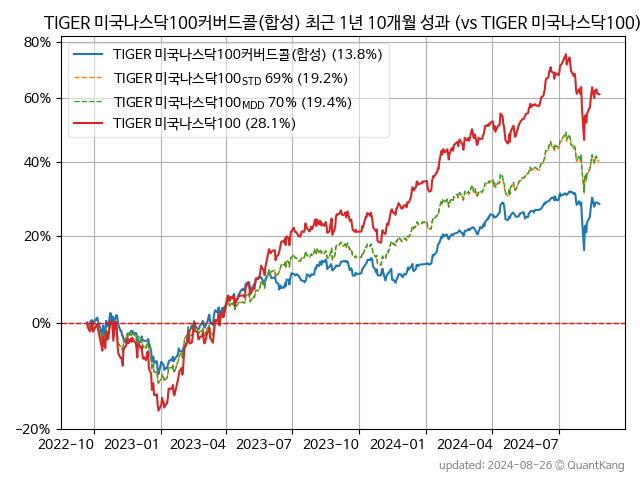 TIGER 미국나스닥100커버드콜(합성) 최근 1년 10개월 성과 (vs TIGER 미국나스닥100)
80%
60%
40%
20%
0%
-20%
TIGER 미국나스닥100커버드콜(합성) (13.8%)
TIGER 미국나스닥100STD 69% (19.2%)
TIGER 미국나스닥100MDD 70% (19.4%)
TIGER 미국나스닥100 (28.1%)
2022-10 2023-01 2023-04 2023-07 2023-10 2024-01 2024-04 2024-07
updated: 2024-08-26 © QuantKang